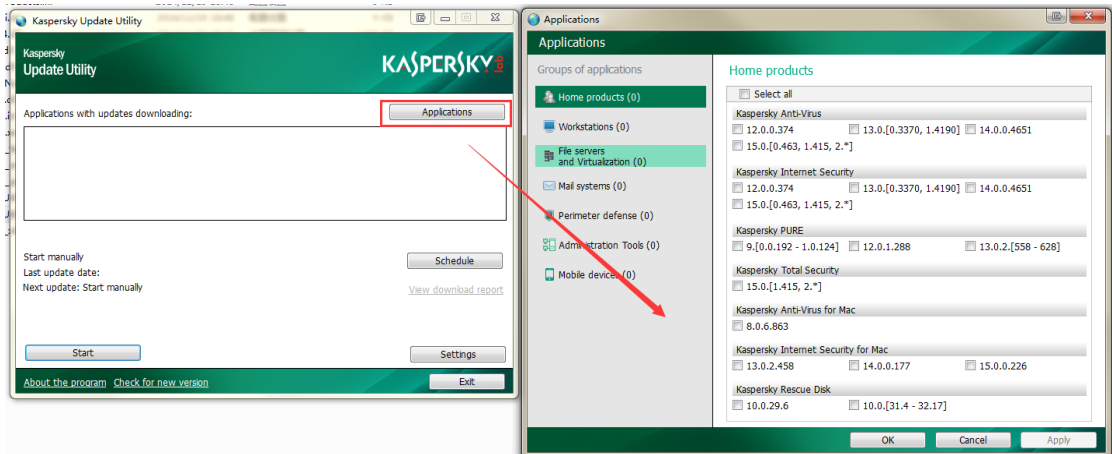 Kaspersky Update Utility
Kaspersky
Update Utility
KASPERSKY lab
Applications with updates downloading:
Applications
Start manually
Last update date:
Next update: Start manually
Schedule
View download report
Start
Settings
About the program Check for new version
Exit
Applications
Applications
Groups of applications
Home products (0)
Workstations (0)
File servers
and Virtualization (0)
Mail systems (0)
Perimeter defense (0)
Administration Tools (0)
Mobile devices (0)
Home products
Select all
Kaspersky Anti-Virus
12.0.0.374 13.0.[0.3370, 1.4190] 14.0.0.4651
15.0.[0.463, 1.415, 2.*]
Kaspersky Internet Security
12.0.0.374 13.0.[0.3370, 1.4190] 14.0.0.4651
15.0.[0.463, 1.415, 2.*]
Kaspersky PURE
9.[0.0.192 - 1.0.124] 12.0.1.288 13.0.2.[558 - 628]
Kaspersky Total Security
15.0.[1.415, 2.*]
Kaspersky Anti-Virus for Mac
8.0.6.863
Kaspersky Internet Security for Mac
13.0.2.458 14.0.0.177 15.0.0.226
Kaspersky Rescue Disk
10.0.29.6 10.0.[31.4 - 32.17]
OK Cancel Apply